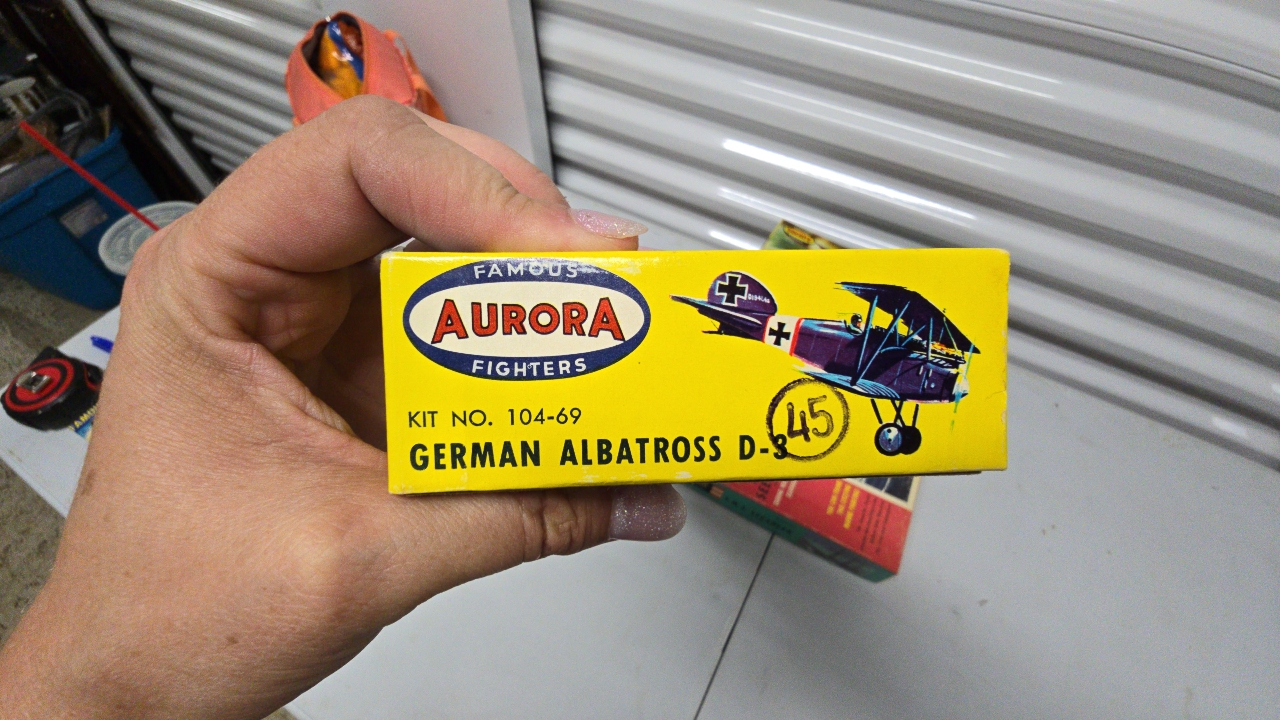 FAMOUS
AURORA
FIGHTERS
KIT NO. 104-69
GERMAN ALBATROSS D-3
45